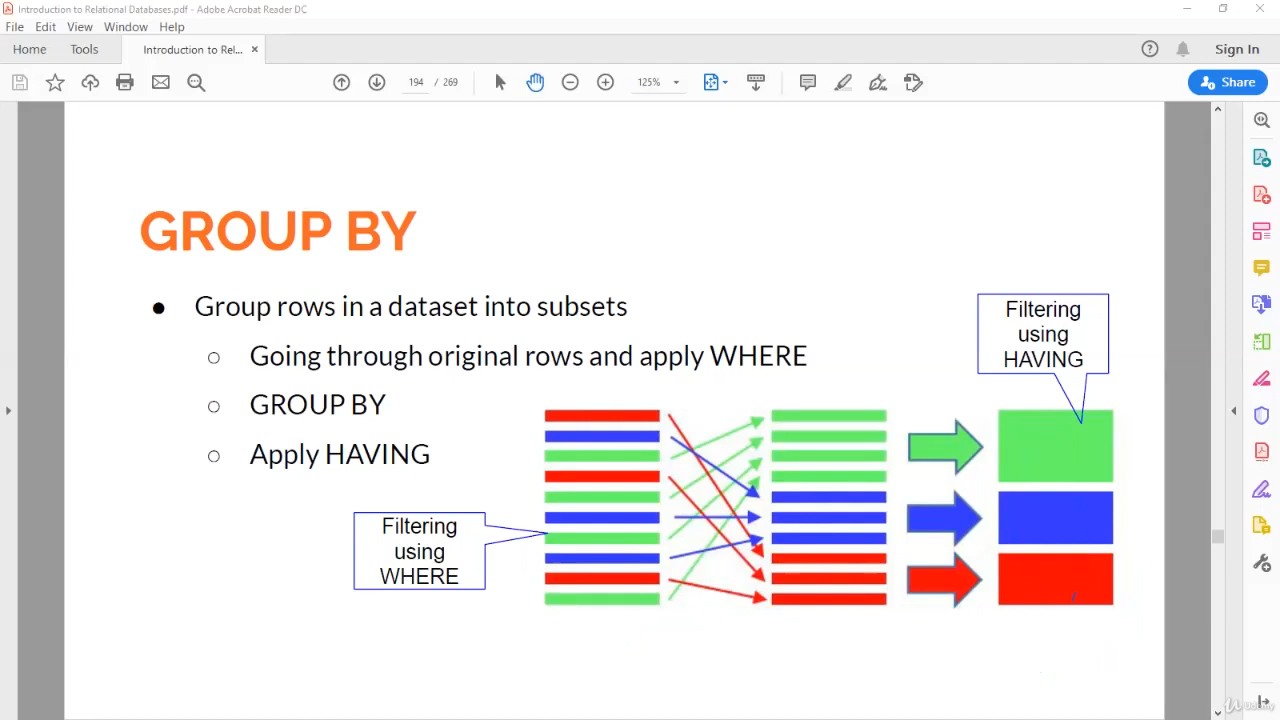 Introduction to Relational Databases.pdf - Adobe Acrobat Reader DC
File Edit View Window Help
Home Tools Introduction to Rel... × Sign In
194 / 269 125% Share
GROUP BY
● Group rows in a dataset into subsets
○ Going through original rows and apply WHERE
○ GROUP BY
○ Apply HAVING
Filtering
using
HAVING
Filtering
using
WHERE
Udemy